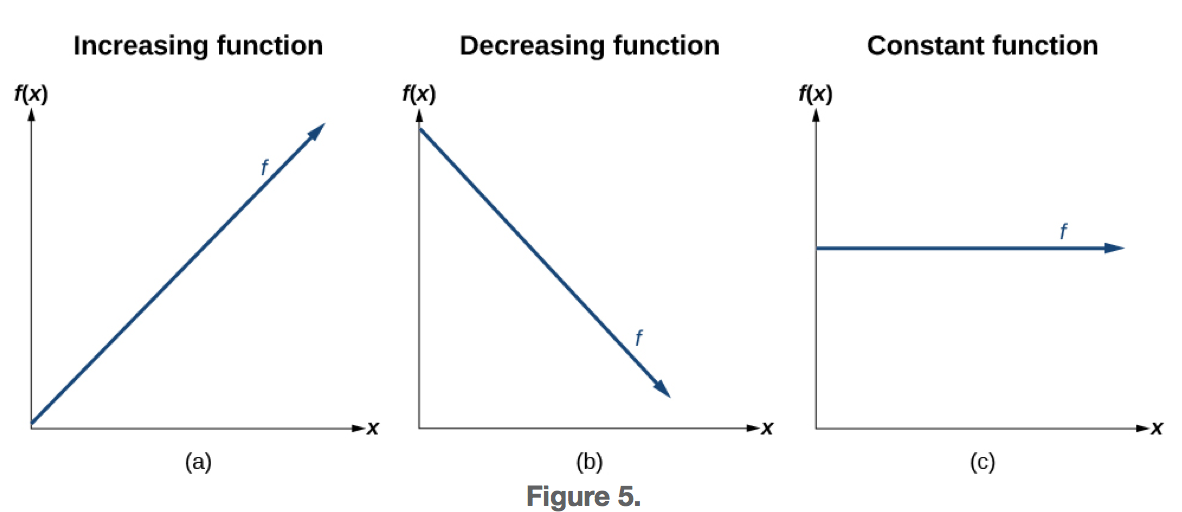 Increasing function
Decreasing function
Constant function
f(x)
f(x)
f(x)
f
f
f
x
x
x
(a)
(b)
(c)
Figure 5.